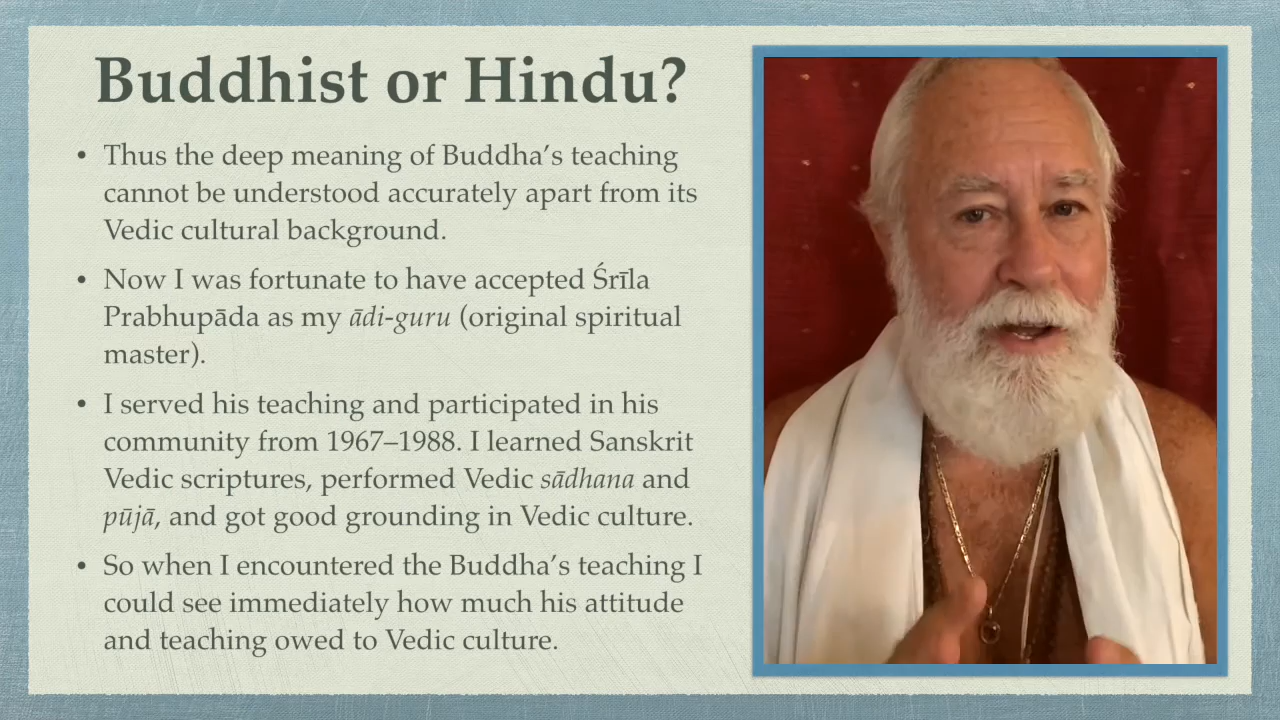 Buddhist or Hindu?
• Thus the deep meaning of Buddha’s teaching
cannot be understood accurately apart from its
Vedic cultural background.
• Now I was fortunate to have accepted Śrīla
Prabhupāda as my ādi-guru (original spiritual
master).
• I served his teaching and participated in his
community from 1967–1988. I learned Sanskrit
Vedic scriptures, performed Vedic sādhana and
pūjā, and got good grounding in Vedic culture.
• So when I encountered the Buddha’s teaching I
could see immediately how much his attitude
and teaching owed to Vedic culture.